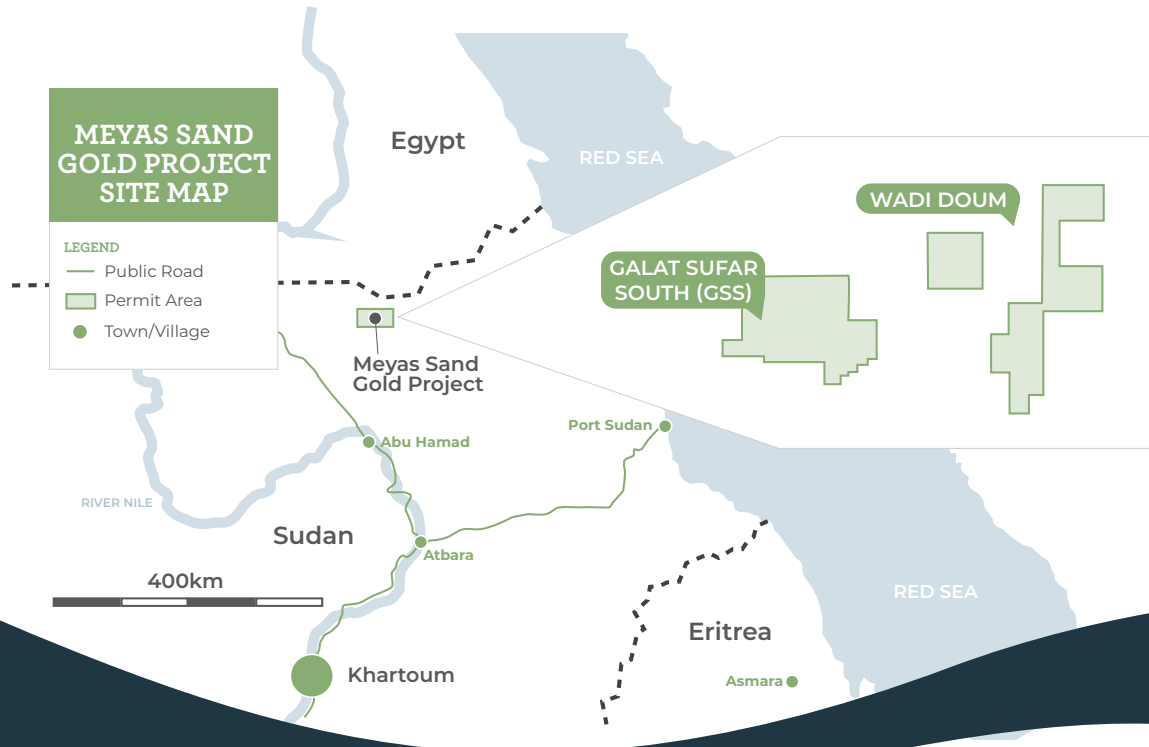 MEYAS SAND
GOLD PROJECT
SITE MAP
LEGEND
Public Road
Permit Area
Town/Village
Egypt
RED SEA
WADI DOUM
GALAT SUFAR
SOUTH (GSS)
Meyas Sand
Gold Project
Port Sudan
Abu Hamad
RIVER NILE
Sudan
Atbara
400km
RED SEA
Eritrea
Khartoum
Asmara